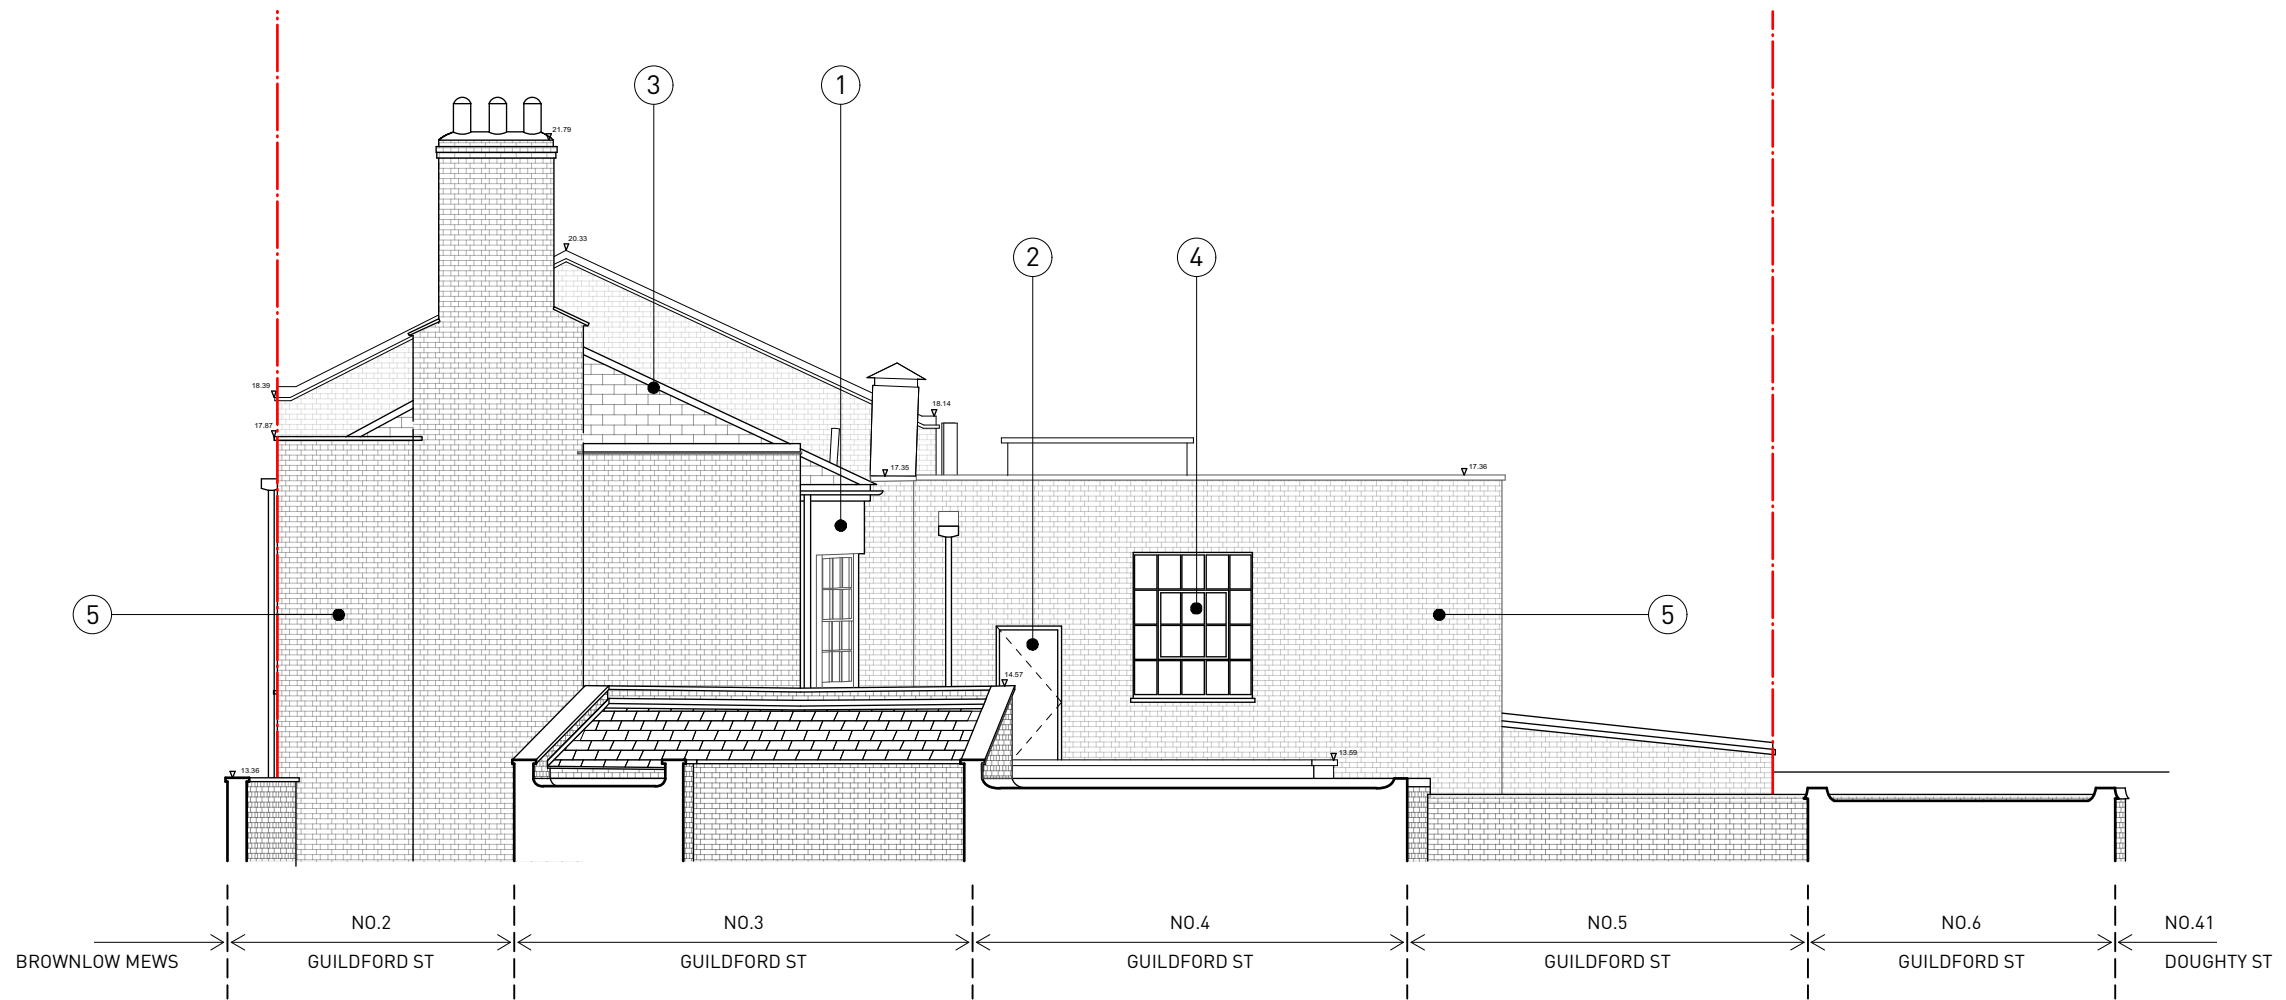 3
1
21.79
2
4
20.33
18.39
18.14
17.87
17.35
17.36
5
5
14.57
13.59
13.36
NO.2
NO.3
NO.4
NO.5
NO.6
NO.41
BROWNLOW MEWS
GUILDFORD ST
GUILDFORD ST
GUILDFORD ST
GUILDFORD ST
GUILDFORD ST
DOUGHTY ST